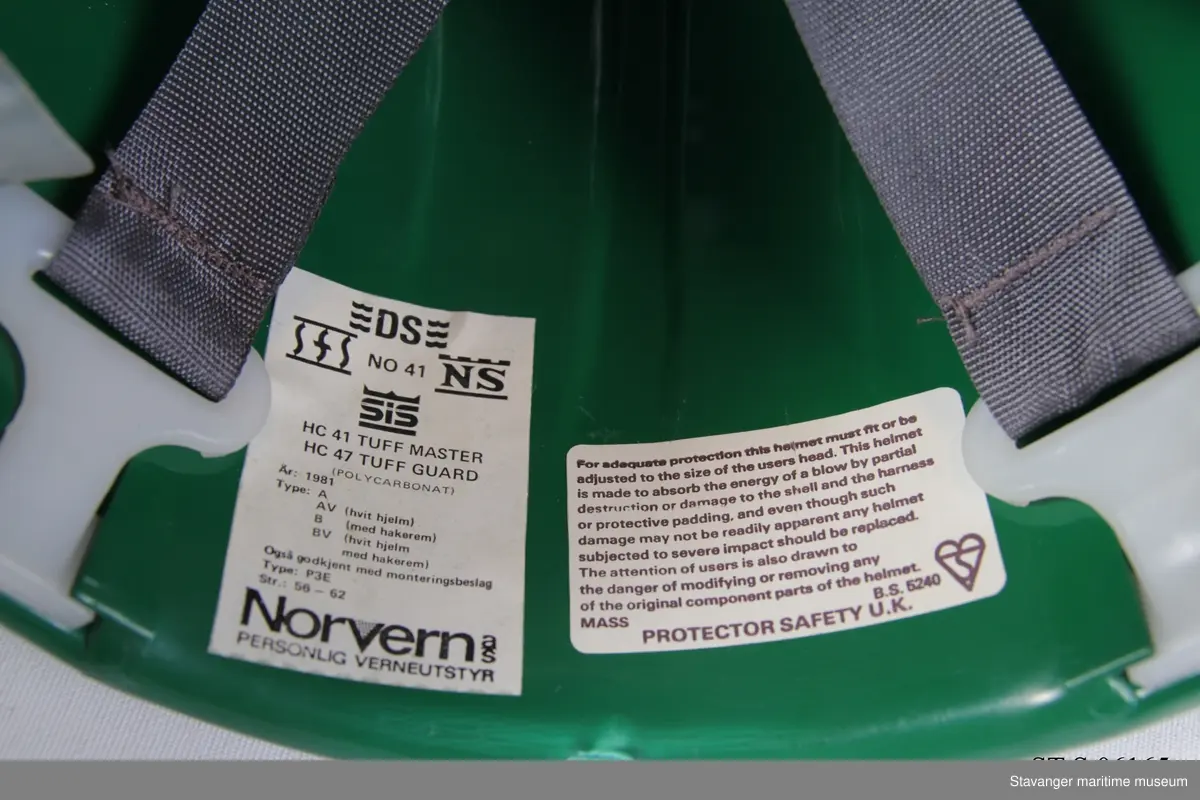 DS
SFS NO 41 NS
SIS
HC 41 TUFF MASTER
HC 47 TUFF GUARD
(POLYCARBONAT)
År: 1981
Type: A
AV (hvit hjelm)
B (med hakerem)
BV (hvit hjelm
med hakerem)
Også godkjent med monteringsbeslag
Type: P3E
Str.: 56 – 62
Norvern as
PERSONLIG VERNEUTSTYR
For adequate protection this helmet must fit or be
adjusted to the size of the users head. This helmet
is made to absorb the energy of a blow by partial
destruction or damage to the shell and the harness
or protective padding, and even though such
damage may not be readily apparent any helmet
subjected to severe impact should be replaced.
The attention of users is also drawn to
the danger of modifying or removing any
of the original component parts of the helmet.
MASS B.S. 5240
PROTECTOR SAFETY U.K.
Stavanger maritime museum